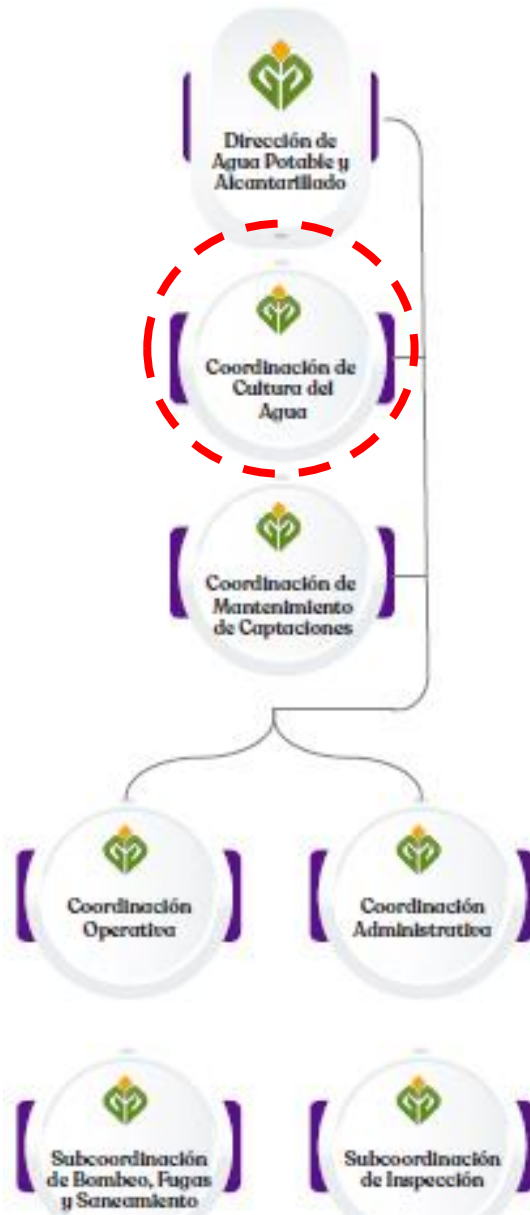 Dirección de
Agua Potable y
Alcantarillado
Coordinación de
Cultura del
Agua
Coordinación de
Mantenimiento
de Captaciones
Coordinación
Operativa
Coordinación
Administrativa
Subcoordinación
de Bombeo, Fugas
y Saneamiento
Subcoordinación
de Inspección